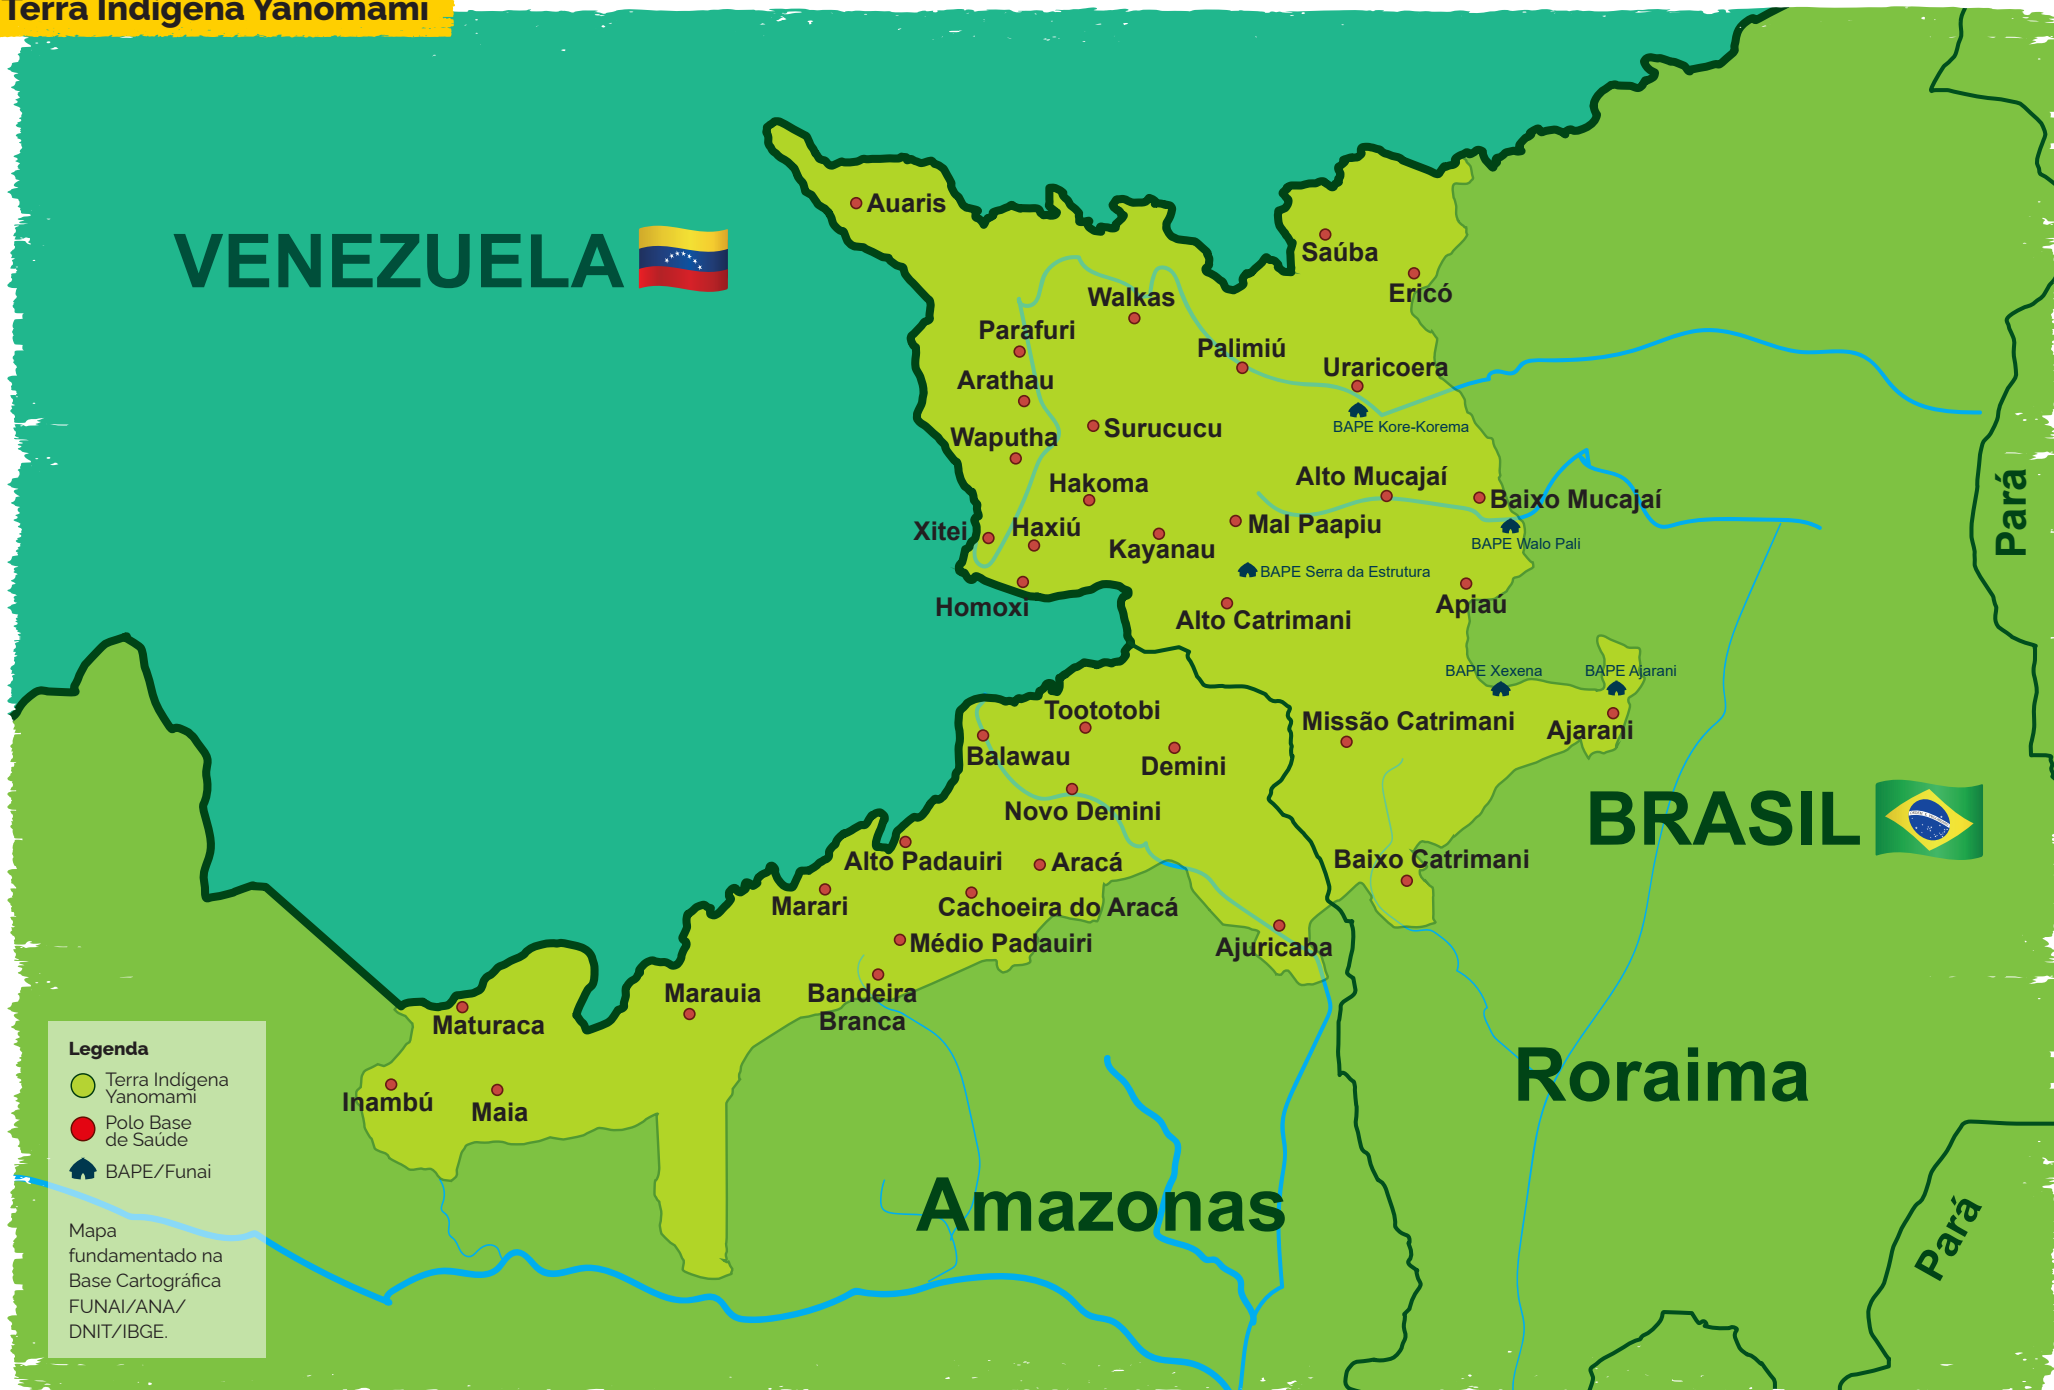 Terra Indígena Yanomami
VENEZUELA
Auaris
Saúba
Ericó
Walkas
Parafuri
Palimiú
Uraricoera
Arathau
BAPE Kore-Korema
Surucucu
Waputha
Hakoma
Alto Mucajaí
Baixo Mucajaí
Pará
Xitei
Haxiú
Mal Paapiu
Kayanau
BAPE Walo Pali
BAPE Serra da Estrutura
Homoxi
Apiaú
Alto Catrimani
BAPE Xexena
BAPE Ajarani
Tootobobi
Missão Catrimani
Ajarani
Balawau
Demini
Novo Demini
BRASIL
Alto Padauiri
Aracá
Baixo Catrimani
Marari
Cachoeira do Aracá
Médio Padauiri
Ajuricaba
Marauia
Bandeira
Branca
Maturaca
Inambú
Maia
Roraima
Amazonas
Pará
Legenda
Terra Indígena
Yanomami
Polo Base
de Saúde
BAPE/Funai
Mapa
fundamentado na
Base Cartográfica
FUNAI/ANA/
DNIT/IBGE.